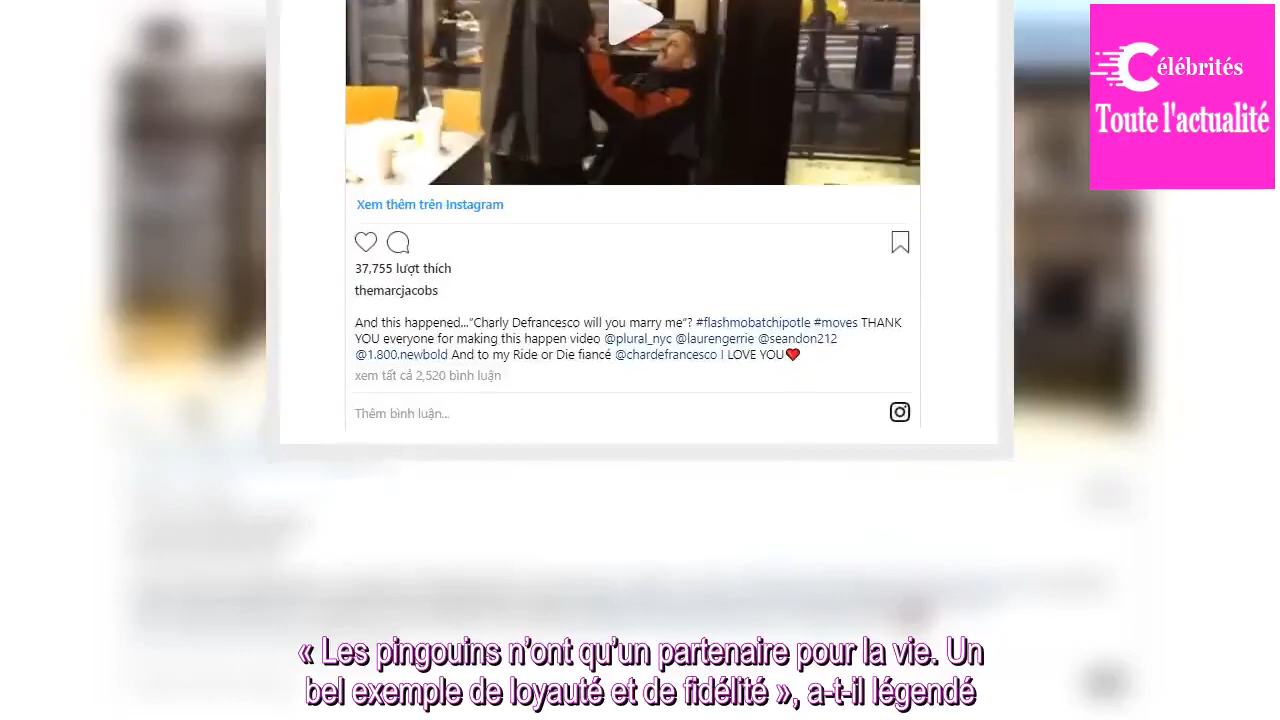 Célébrités
Toute l'actualité
Xem thêm trên Instagram
37,755 lượt thích
themarcjacobs
And this happened..."Charly Defrancesco will you marry me"? #flashmobatchipotle #moves THANK
YOU everyone for making this happen video @plural_nyc @laurengerrie @seandon212
@1.800.newbold And to my Ride or Die fiancé @chardefrancesco I LOVE YOU❤
xem tất cả 2,520 bình luận
Thêm bình luận...
« Les pingouins n'ont qu'un partenaire pour la vie. Un
bel exemple de loyauté et de fidélité », a-t-il légendé